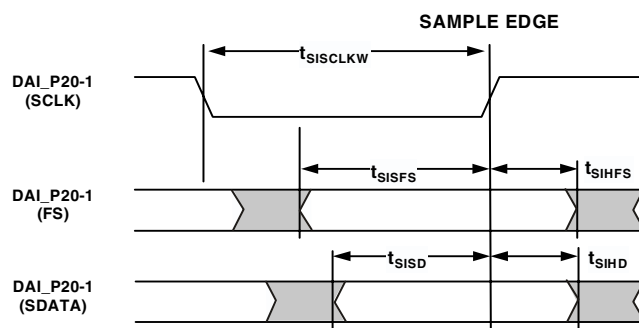 SAMPLE EDGE
tSISCLKW
DAI_P20-1
(SCLK)
tSISFS
tSIHFS
DAI_P20-1
(FS)
tSISD
tSIHD
DAI_P20-1
(SDATA)